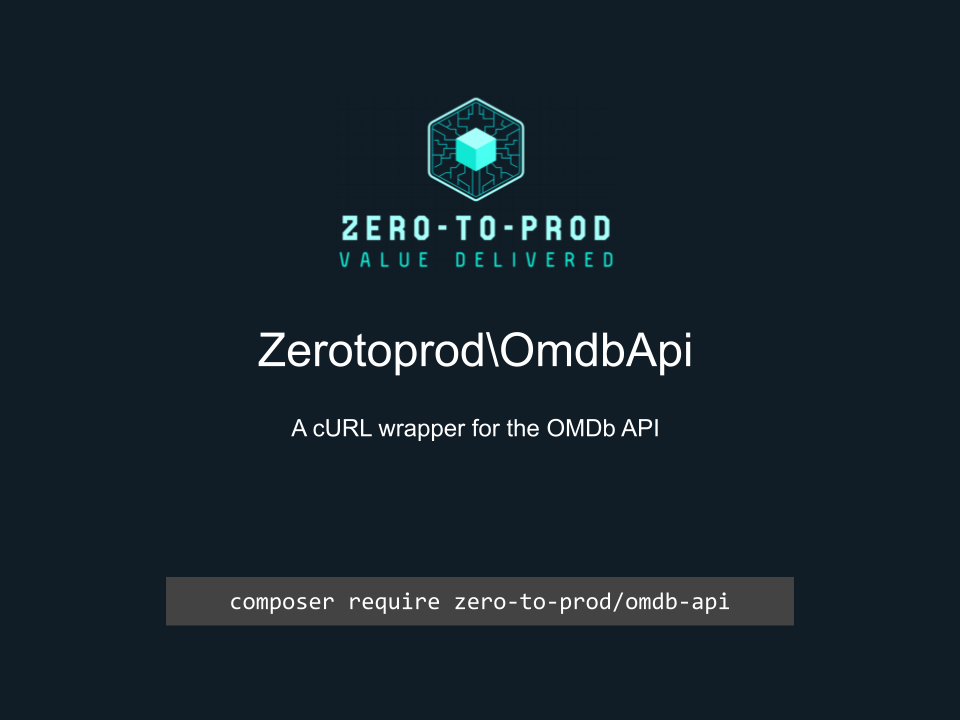 ZERO-TO-PROD
VALUE DELIVERED
Zerotoprod\OmdbApi
A cURL wrapper for the OMDb API
composer require zero-to-prod/omdb-api